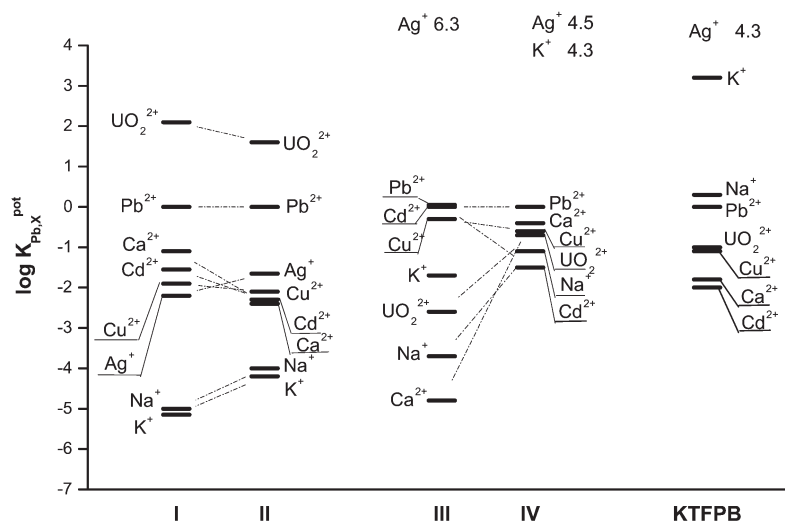 Ag⁺ 6.3
Ag⁺ 4.5
K⁺ 4.3
Ag⁺ 4.3
log K_Pb,X^pot
4
3
2
1
0
-1
-2
-3
-4
-5
-6
-7
UO₂²⁺
Pb²⁺
Ca²⁺
Cd²⁺
Cu²⁺
Ag⁺
Na⁺
K⁺
UO₂²⁺
Pb²⁺
Ag⁺
Cu²⁺
Cd²⁺
Ca²⁺
Na⁺
K⁺
Pb²⁺
Cd²⁺
Cu²⁺
K⁺
UO₂²⁺
Na⁺
Ca²⁺
Pb²⁺
Ca²⁺
Cu²⁺
UO₂²⁺
Na⁺
Cd²⁺
K⁺
Na⁺
Pb²⁺
UO₂²⁺
Cu²⁺
Ca²⁺
Cd²⁺
I II III IV KTFPB